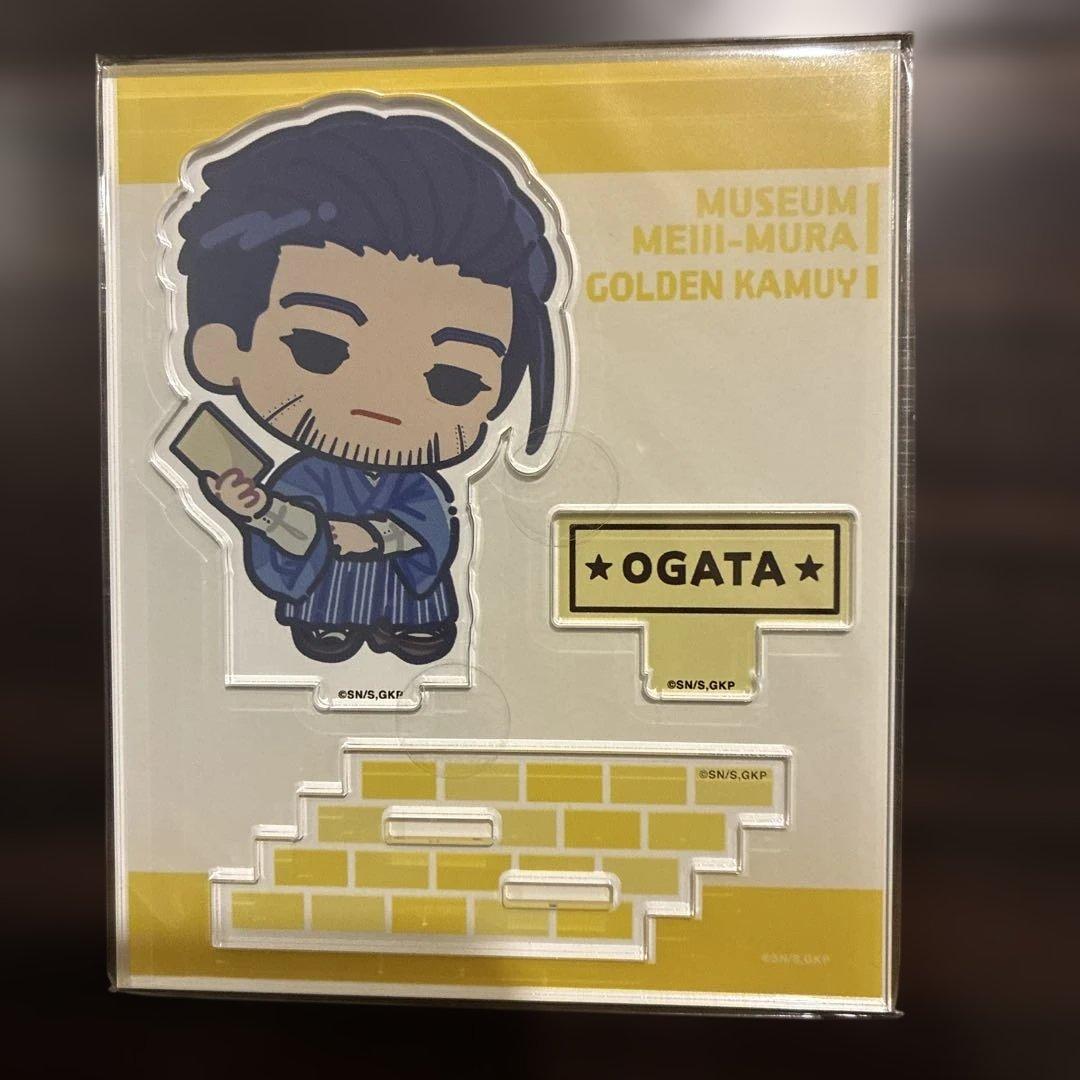 MUSEUM
MEIJI-MURA
GOLDEN KAMUY
★ OGATA ★
©SN/S,GKP
©SN/S,GKP
©SN/S,GKP
©SN/S,GKP